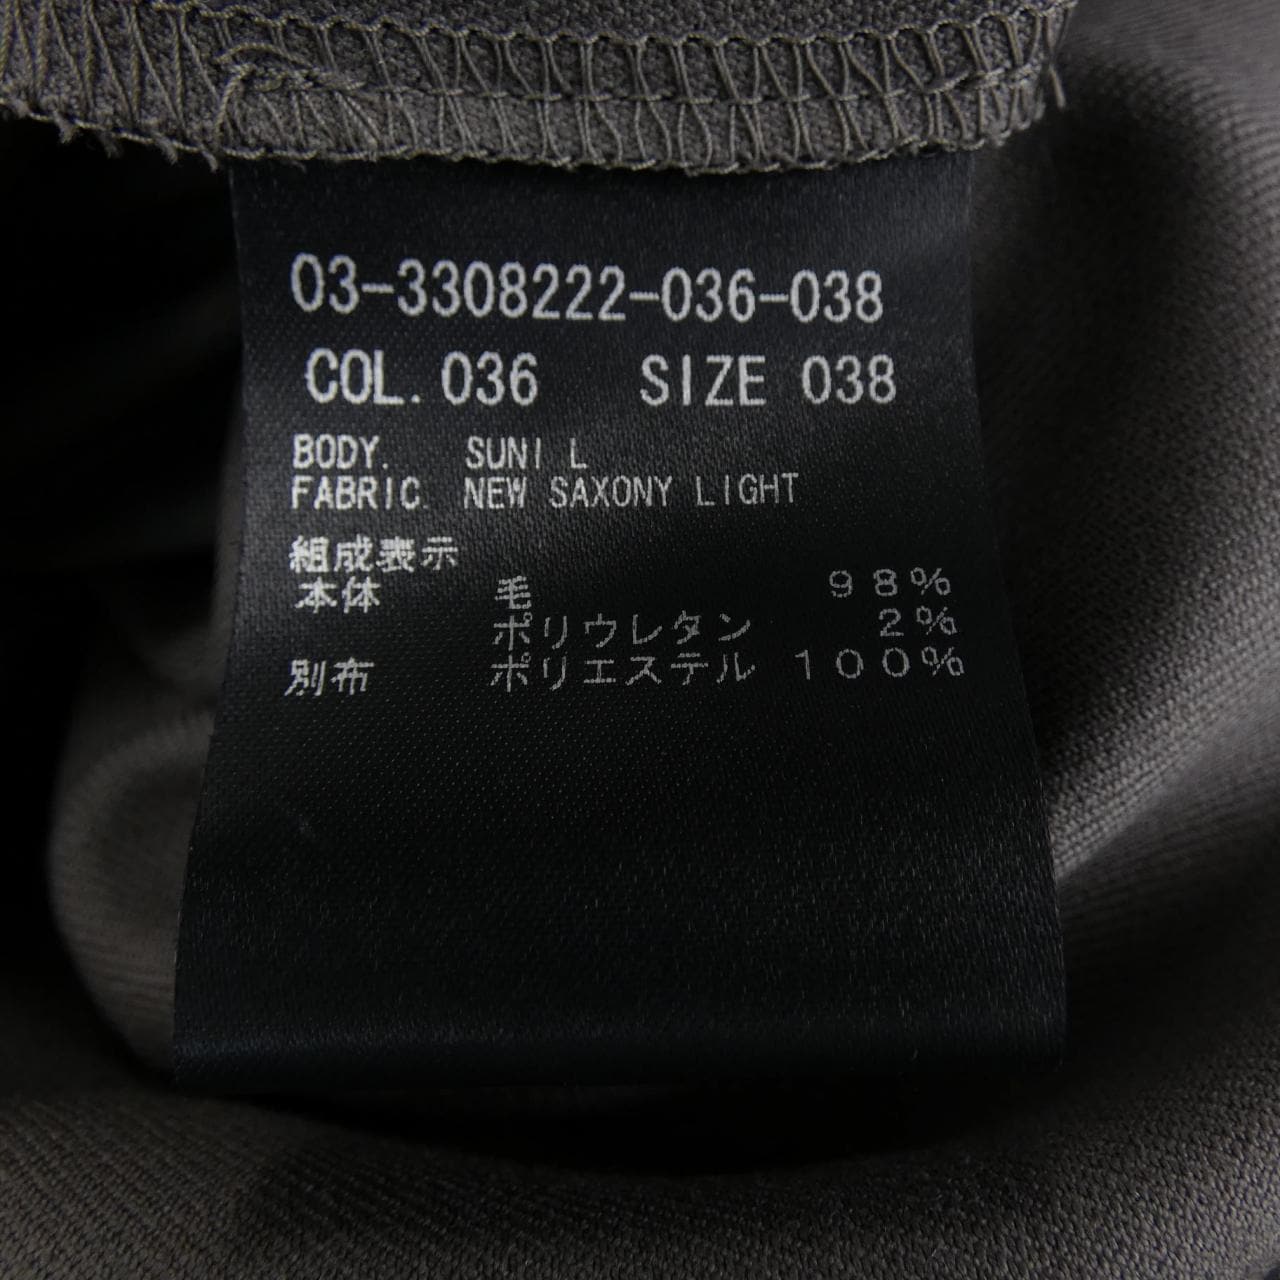 03-3308222-036-038
COL. 036 SIZE 038
BODY. SUNI L
FABRIC. NEW SAXONY LIGHT
組成表示
本体 毛 98%
ポリウレタン 2%
別布 ポリエステル 100%